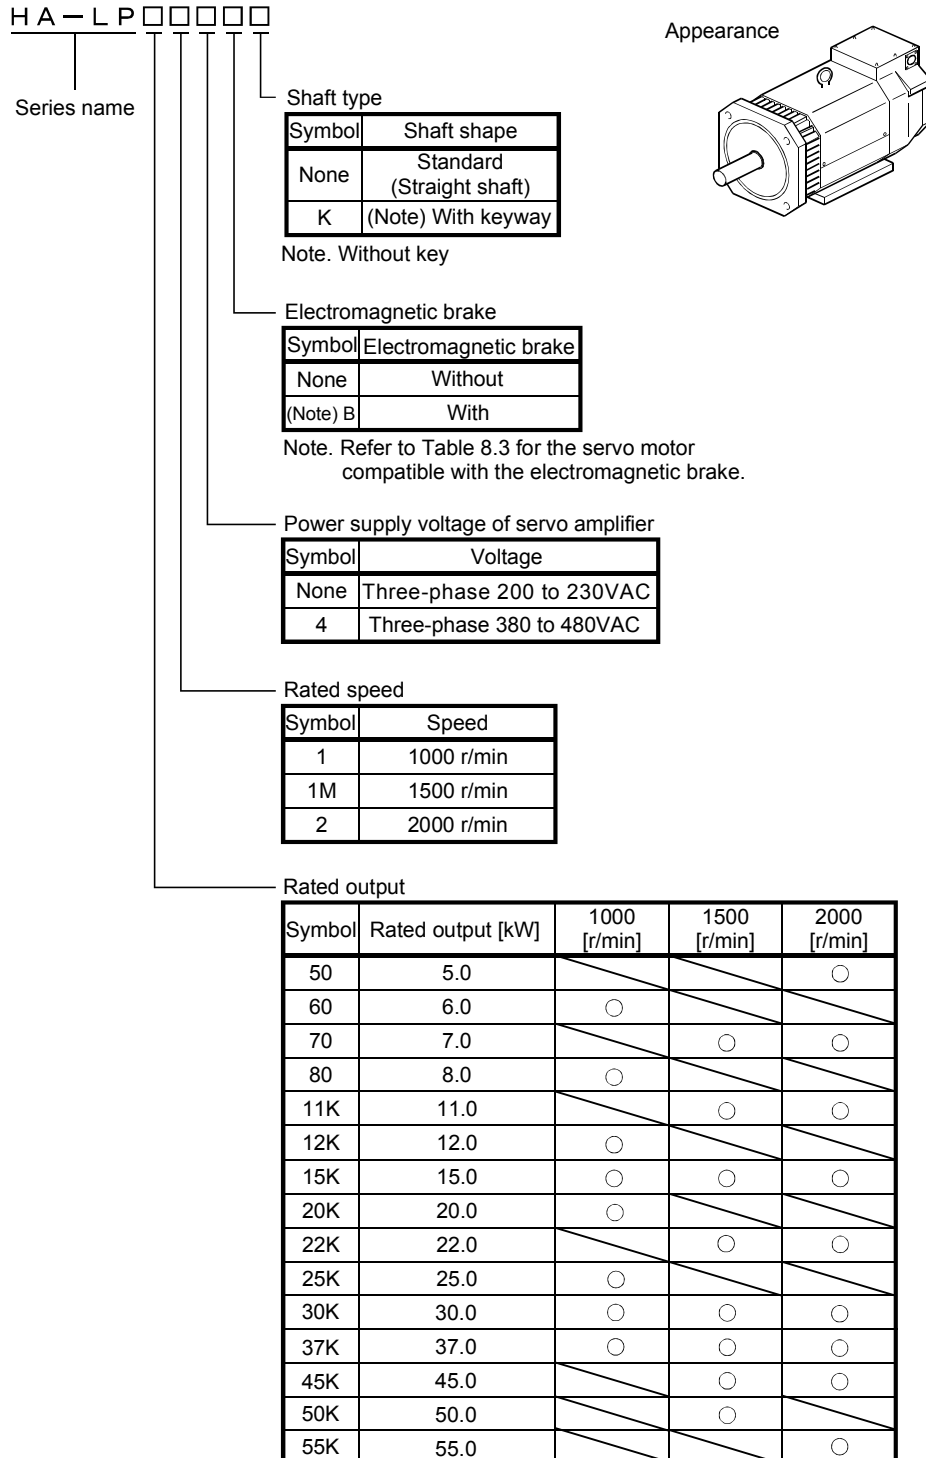 HA-LP□□□□□
Appearance
Series name
Shaft type
Symbol Shaft shape
None Standard (Straight shaft)
K (Note) With keyway
Note. Without key
Electromagnetic brake
Symbol Electromagnetic brake
None Without
(Note) B With
Note. Refer to Table 8.3 for the servo motor
compatible with the electromagnetic brake.
Power supply voltage of servo amplifier
Symbol Voltage
None Three-phase 200 to 230VAC
4 Three-phase 380 to 480VAC
Rated speed
Symbol Speed
1 1000 r/min
1M 1500 r/min
2 2000 r/min
Rated output
Symbol Rated output [kW] 1000 [r/min] 1500 [r/min] 2000 [r/min]
50 5.0 ○
60 6.0 ○
70 7.0 ○ ○
80 8.0 ○
11K 11.0 ○ ○
12K 12.0 ○
15K 15.0 ○ ○ ○
20K 20.0 ○
22K 22.0 ○ ○
25K 25.0 ○
30K 30.0 ○ ○ ○
37K 37.0 ○ ○ ○
45K 45.0 ○ ○
50K 50.0 ○
55K 55.0 ○